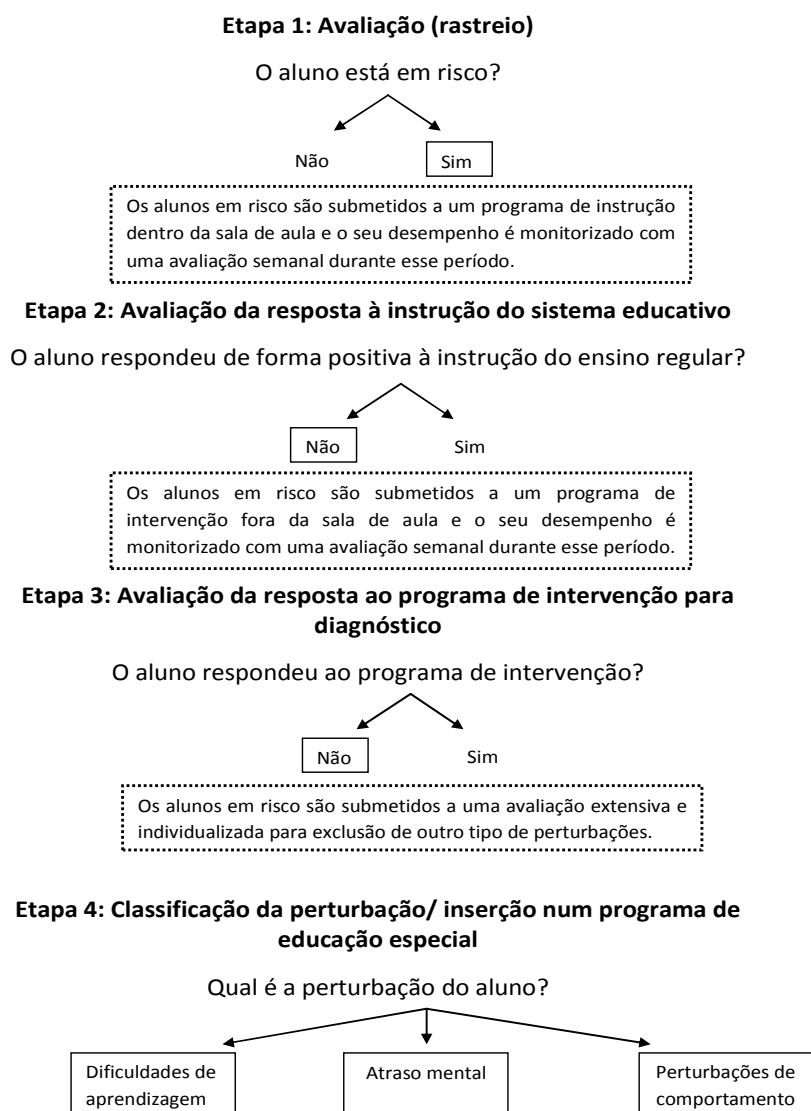 Etapa 1: Avaliação (rastreio)
O aluno está em risco?
Não
Sim
Os alunos em risco são submetidos a um programa de instrução
dentro da sala de aula e o seu desempenho é monitorizado com
uma avaliação semanal durante esse período.
Etapa 2: Avaliação da resposta à instrução do sistema educativo
O aluno respondeu de forma positiva à instrução do ensino regular?
Não
Sim
Os alunos em risco são submetidos a um programa de
intervenção fora da sala de aula e o seu desempenho é
monitorizado com uma avaliação semanal durante esse período.
Etapa 3: Avaliação da resposta ao programa de intervenção para
diagnóstico
O aluno respondeu ao programa de intervenção?
Não
Sim
Os alunos em risco são submetidos a uma avaliação extensiva e
individualizada para exclusão de outro tipo de perturbações.
Etapa 4: Classificação da perturbação/ inserção num programa de
educação especial
Qual é a perturbação do aluno?
Dificuldades de
aprendizagem
Atraso mental
Perturbações de
comportamento